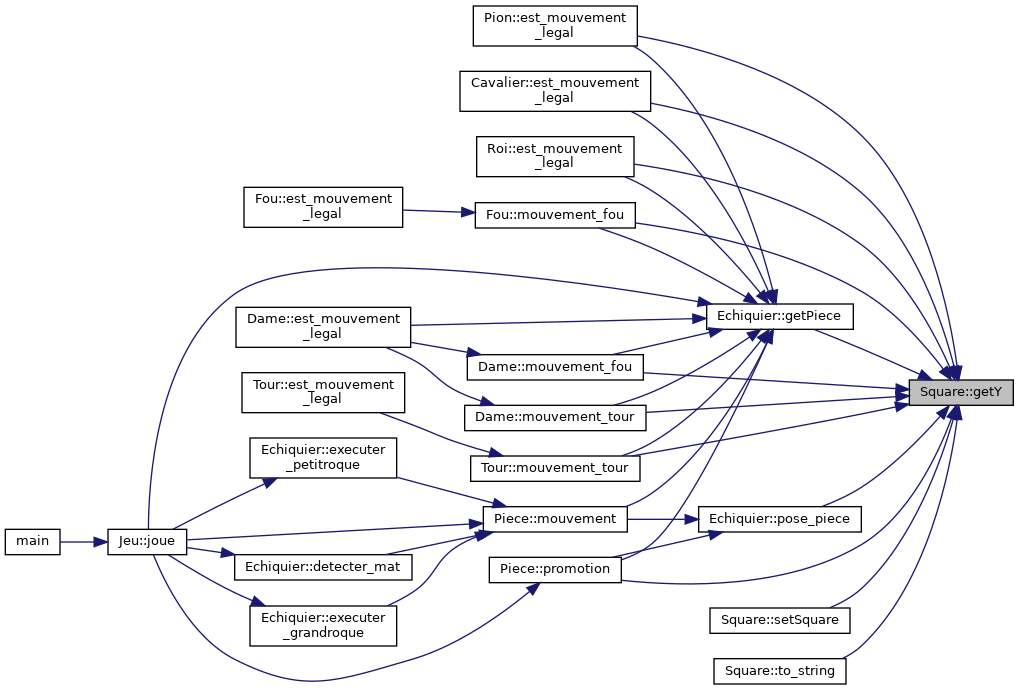 Pion::est_mouvement
_legal
Cavalier::est_mouvement
_legal
Roi::est_mouvement
_legal
Fou::est_mouvement
_legal
Fou::mouvement_fou
Echiquier::getPiece
Dame::est_mouvement
_legal
Dame::mouvement_fou
Square::getY
Tour::est_mouvement
_legal
Dame::mouvement_tour
Echiquier::executer
_petitroque
Tour::mouvement_tour
main
Jeu::joue
Piece::mouvement
Echiquier::pose_piece
Echiquier::detecter_mat
Piece::promotion
Echiquier::executer
_grandroque
Square::setSquare
Square::to_string